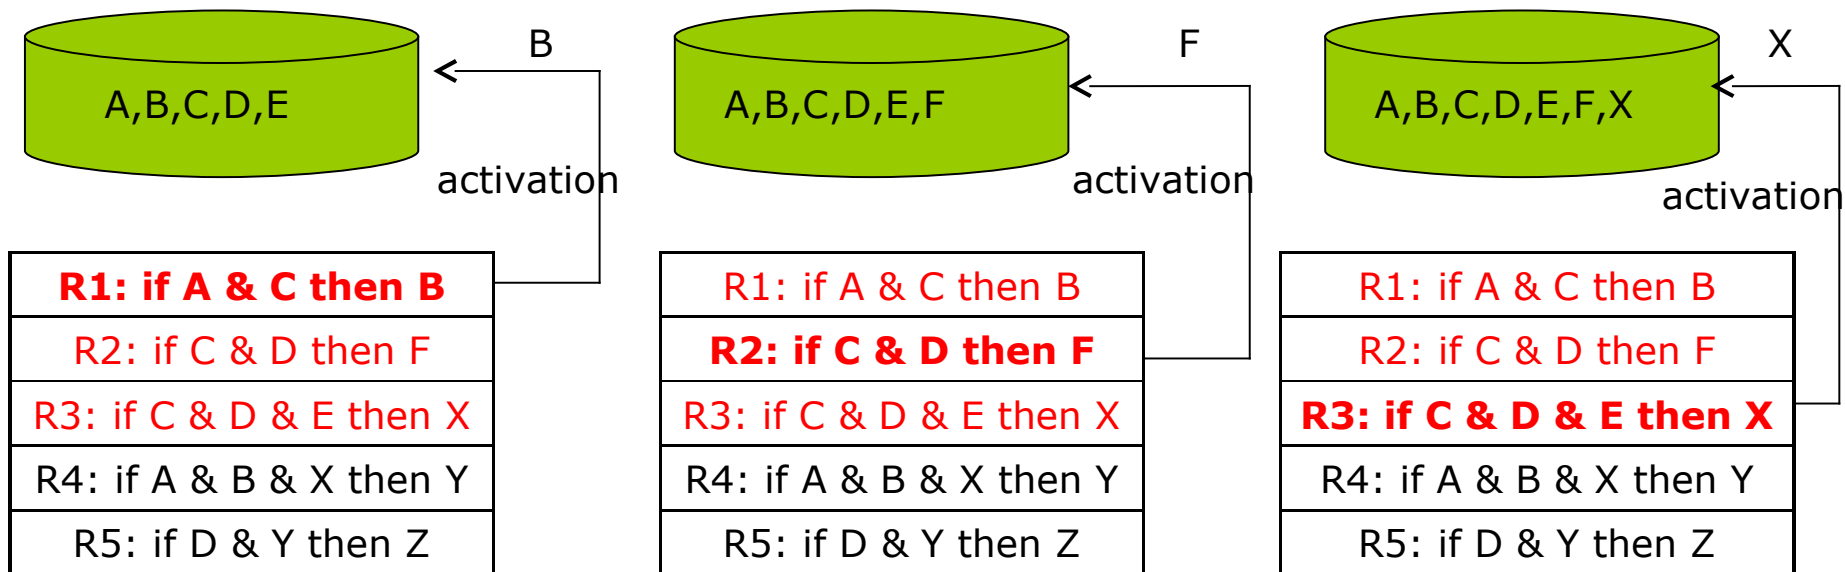 B
A,B,C,D,E
activation
R1: if A & C then B
R2: if C & D then F
R3: if C & D & E then X
R4: if A & B & X then Y
R5: if D & Y then Z
F
A,B,C,D,E,F
activation
R1: if A & C then B
R2: if C & D then F
R3: if C & D & E then X
R4: if A & B & X then Y
R5: if D & Y then Z
X
A,B,C,D,E,F,X
activation
R1: if A & C then B
R2: if C & D then F
R3: if C & D & E then X
R4: if A & B & X then Y
R5: if D & Y then Z